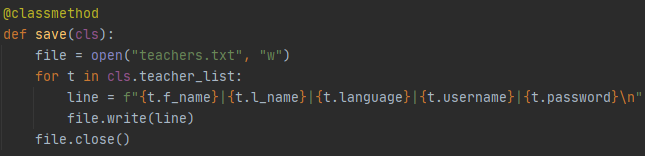 @classmethod
def save(cls):
    file = open("teachers.txt", "w")
    for t in cls.teacher_list:
        line = f"{t.f_name}|{t.l_name}|{t.language}|{t.username}|{t.password}\n"
        file.write(line)
    file.close()